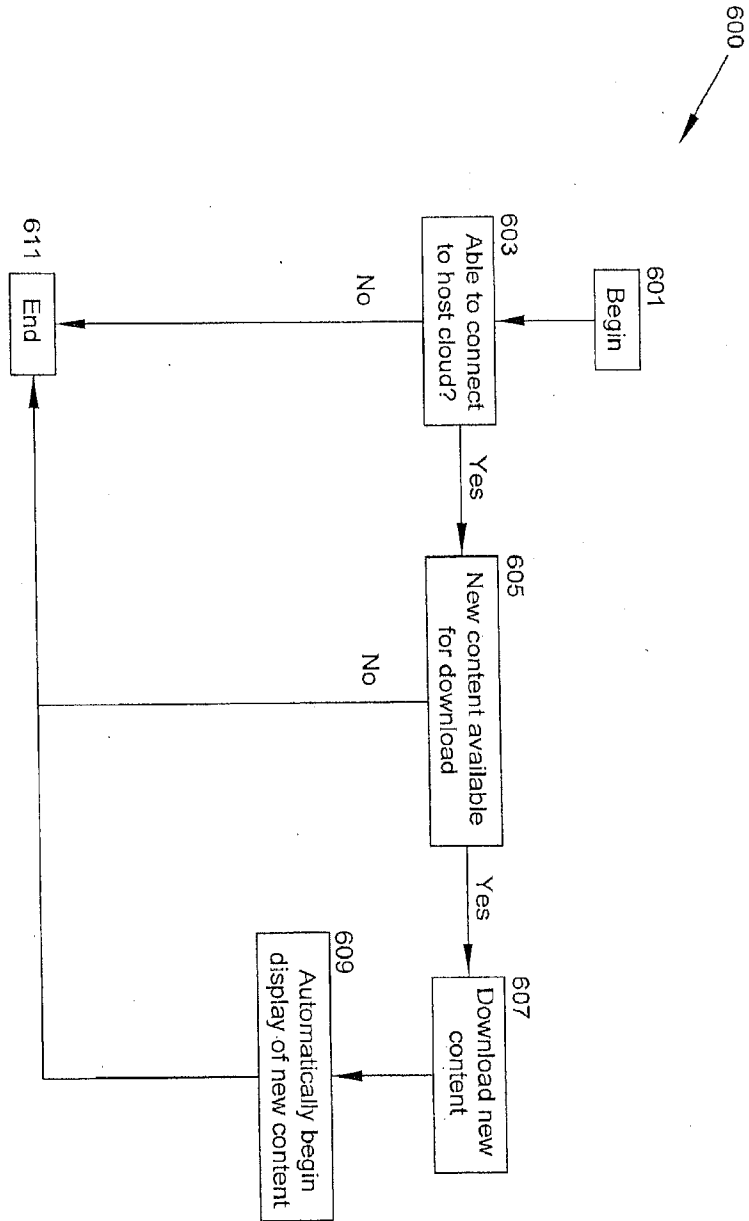 600
601
Begin
603
Able to connect
to host cloud?
Yes
No
605
New content available
for download
Yes
No
607
Download new
content
609
Automatically begin
display of new content
611
End